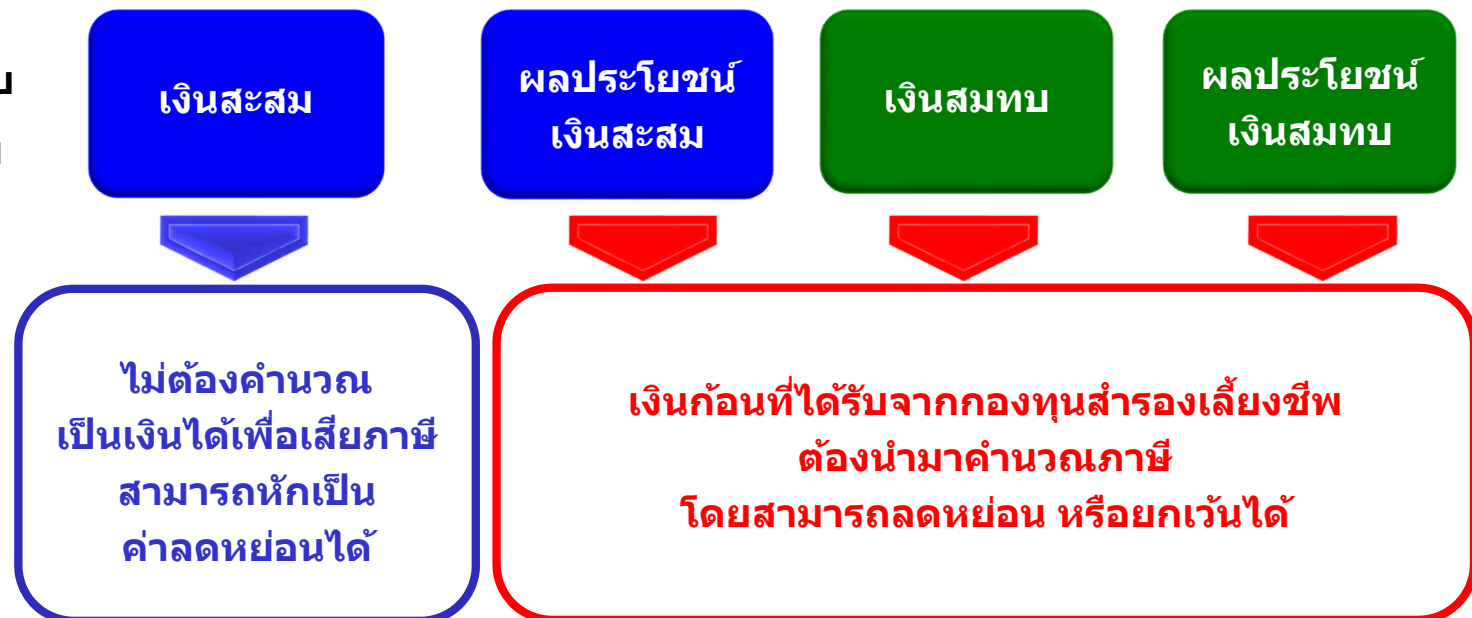 เงินสะสม
ผลประโยชน์
เงินสะสม
เงินสมทบ
ผลประโยชน์
เงินสมทบ
ไม่ต้องคำนวณ
เป็นเงินได้เพื่อเสียภาษี
สามารถหักเป็น
ค่าลดหย่อนได้
เงินก้อนที่ได้รับจากกองทุนสำรองเลี้ยงชีพ
ต้องนำมาคำนวณภาษี
โดยสามารถลดหย่อน หรือยกเว้นได้